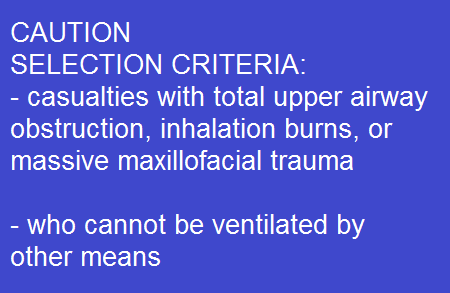 CAUTION
SELECTION CRITERIA:
- casualties with total upper airway
obstruction, inhalation burns, or
massive maxillofacial trauma
- who cannot be ventilated by
other means